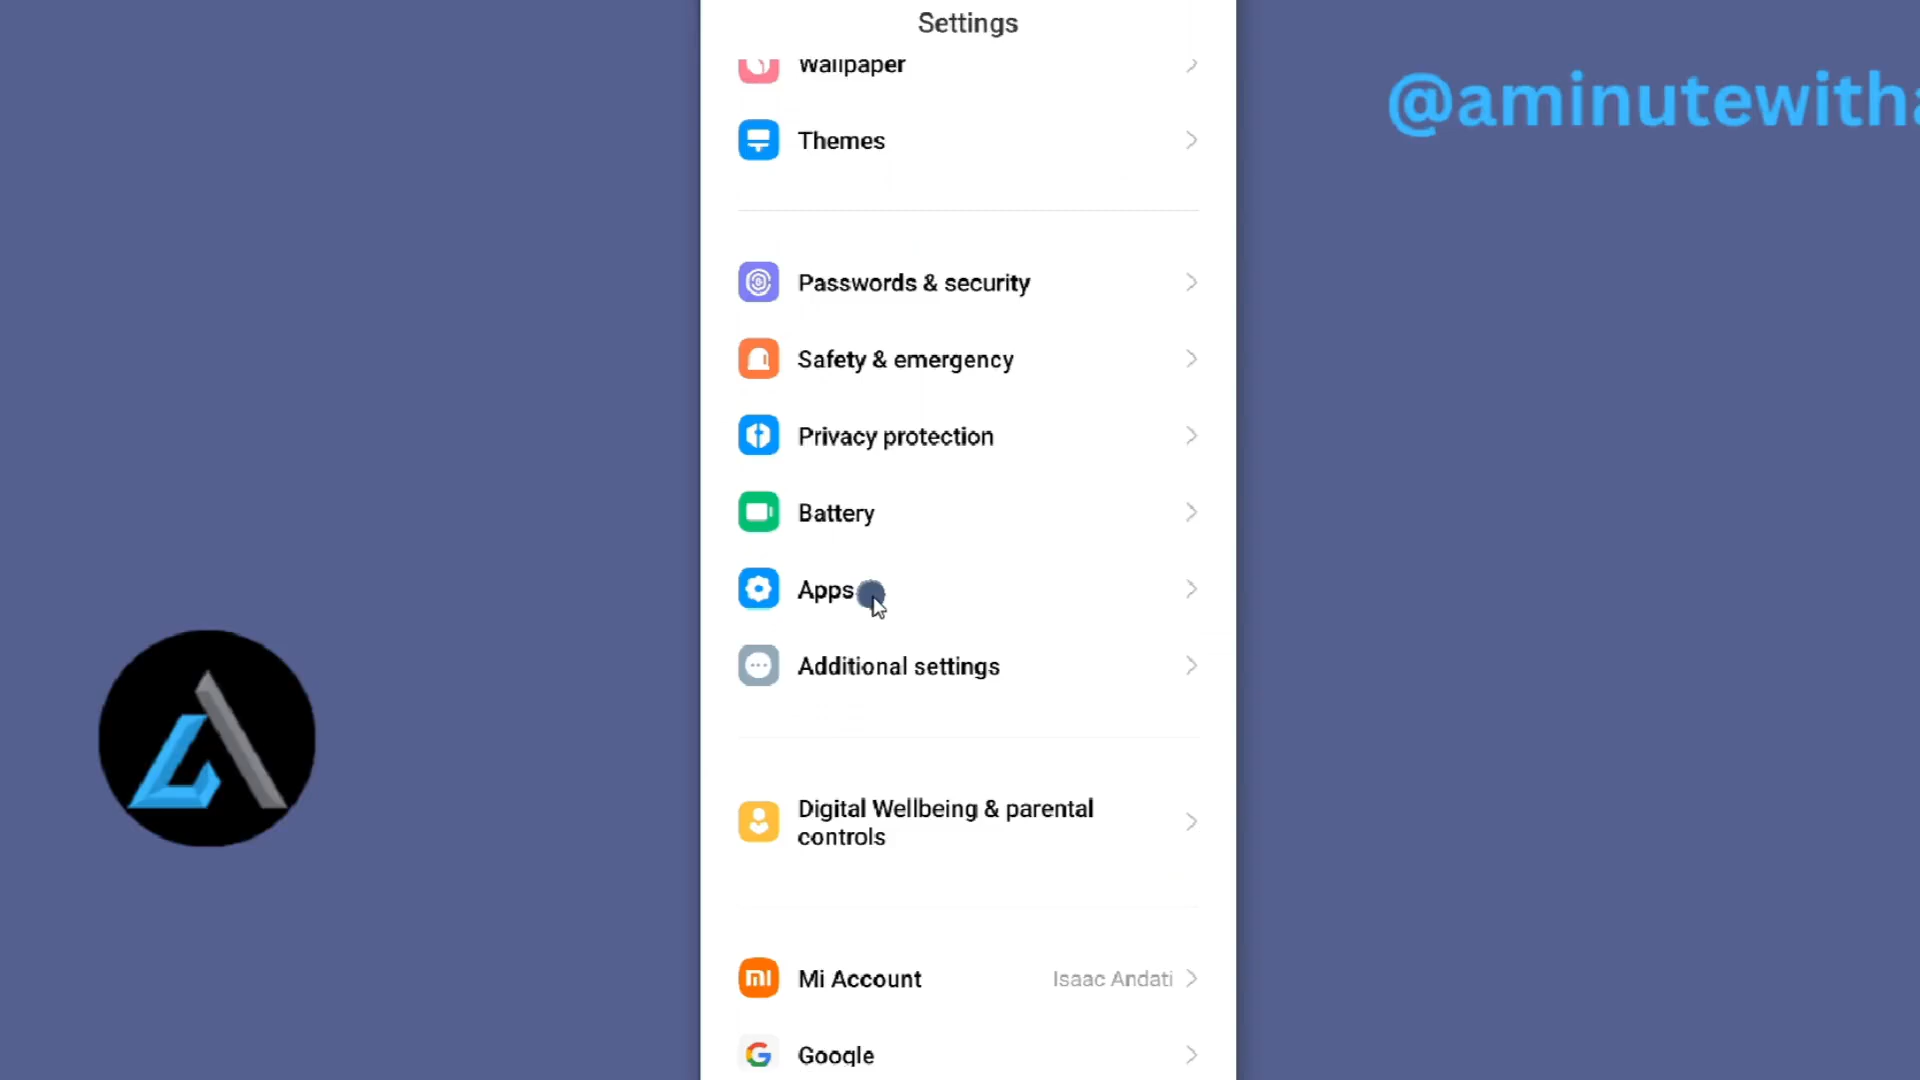 Settings
@aminutewitha
Wallpaper
Themes
Passwords & security
Safety & emergency
Privacy protection
Battery
Apps
Additional settings
Digital Wellbeing & parental
controls
Mi Account
Isaac Andati
Google